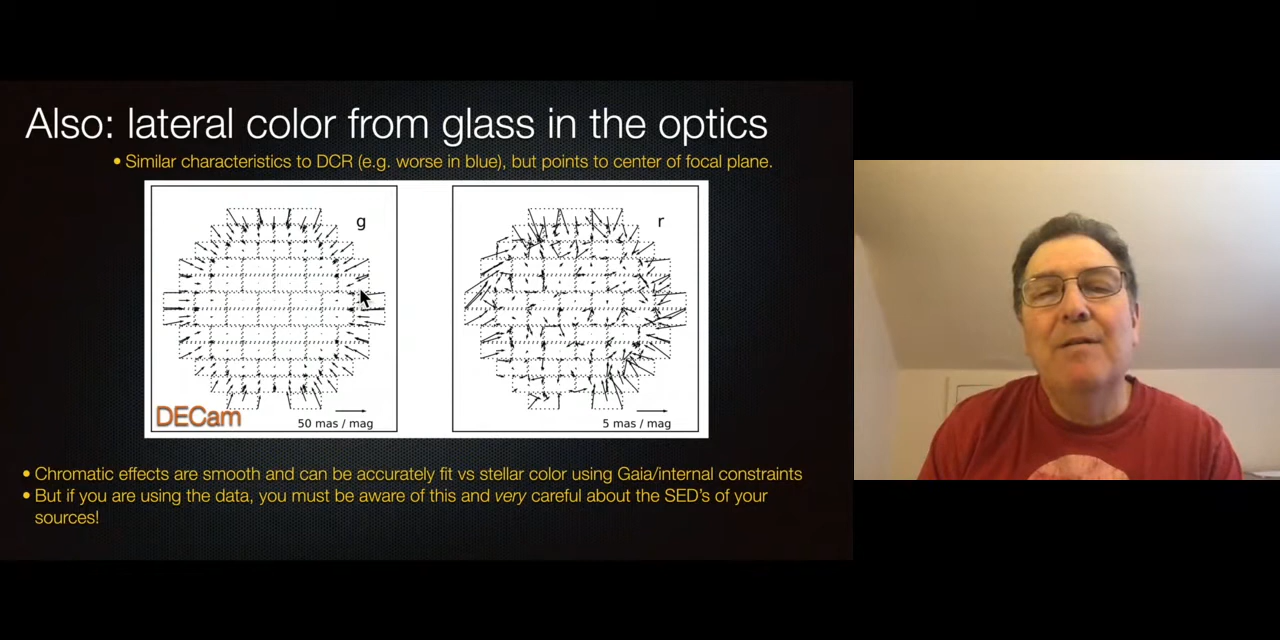 Also: lateral color from glass in the optics
• Similar characteristics to DCR (e.g. worse in blue), but points to center of focal plane.
g
r
DECam
50 mas / mag
5 mas / mag
• Chromatic effects are smooth and can be accurately fit vs stellar color using Gaia/internal constraints
• But if you are using the data, you must be aware of this and very careful about the SED's of your
sources!